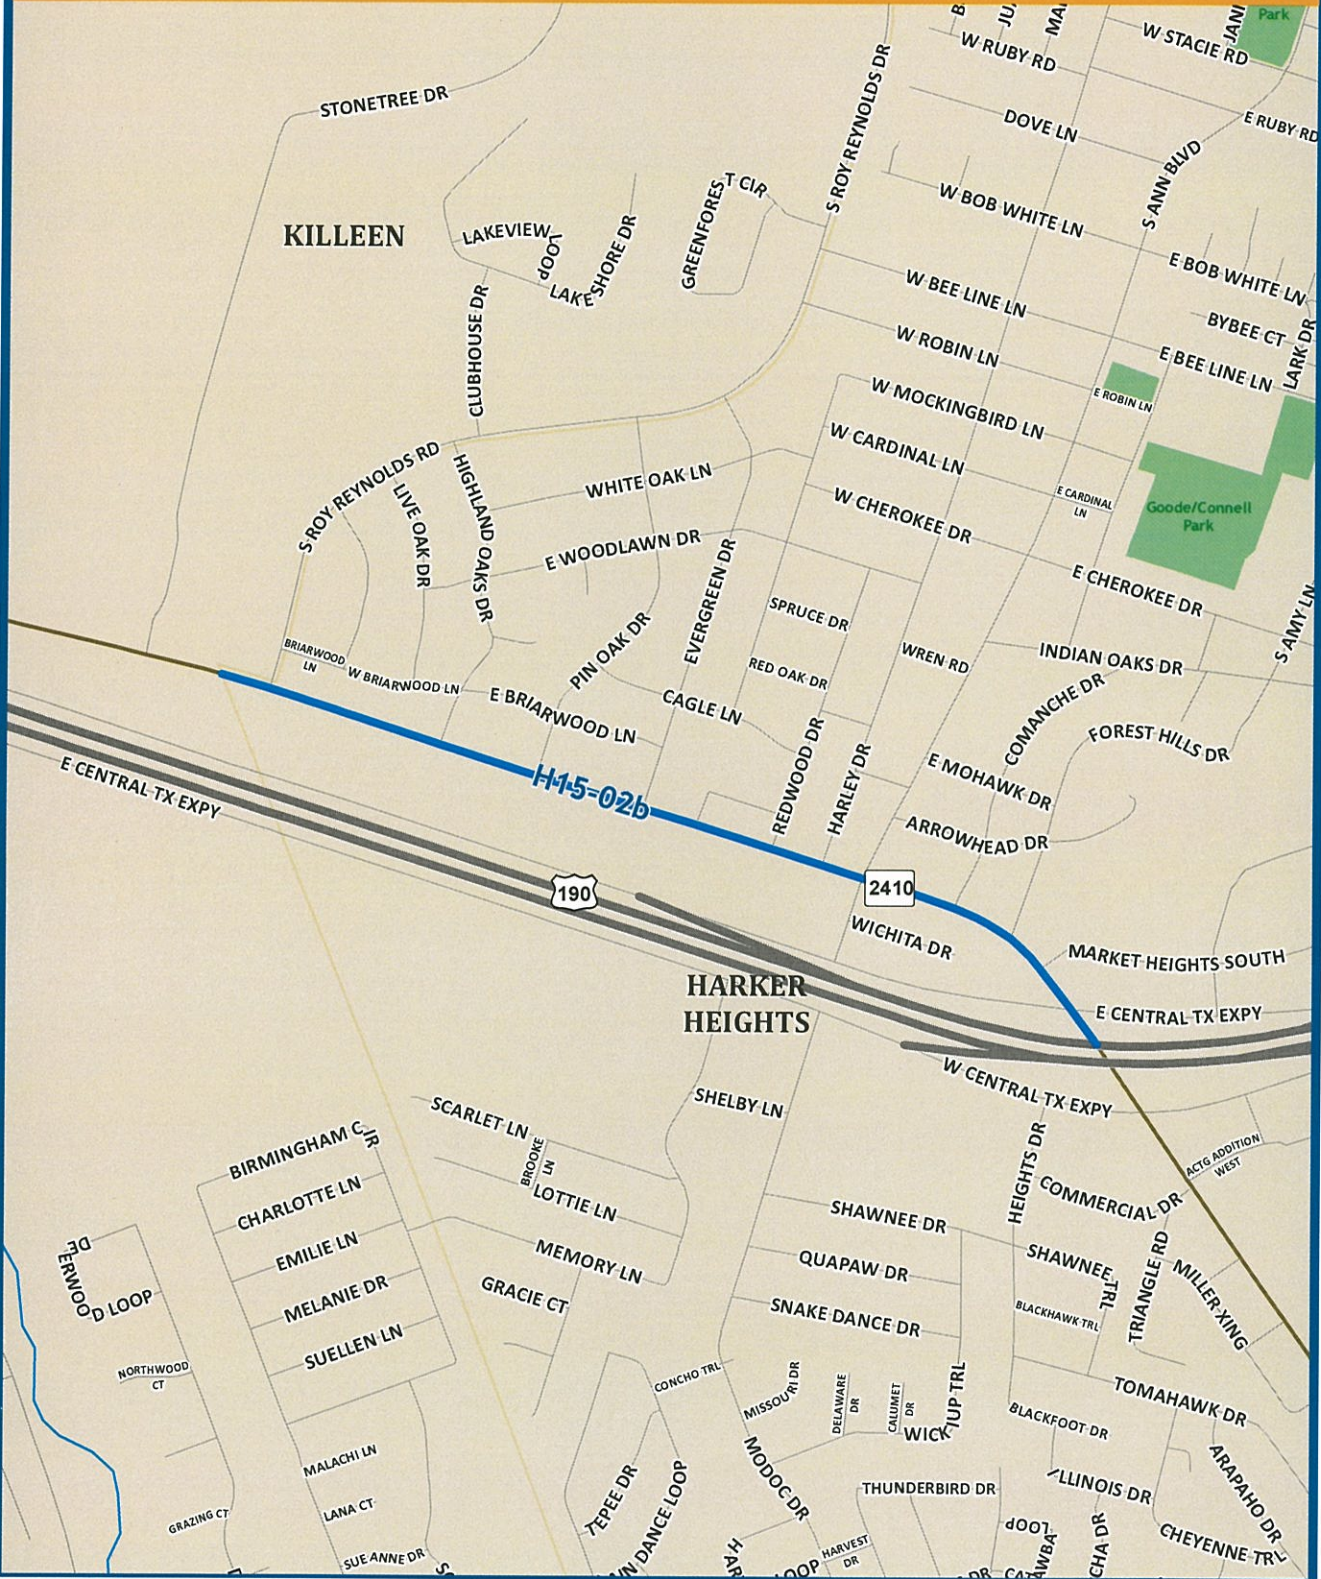 Park
W STACIE RD
W RUBY RD
STONETREE DR
S ROY REYNOLDS DR
DOVE LN
E RUBY RD
S ANN BLVD
GREENFOREST CIR
W BOB WHITE LN
KILLEEN
LAKEVIEW LOOP
LAKE SHORE DR
E BOB WHITE LN
W BEE LINE LN
BYBEE CT
LARK DR
CLUBHOUSE DR
W ROBIN LN
E BEE LINE LN
E ROBIN LN
W MOCKINGBIRD LN
W CARDINAL LN
S ROY REYNOLDS RD
HIGHLAND OAKS DR
LIVE OAK DR
WHITE OAK LN
W CHEROKEE DR
E CARDINAL
LN
Goode/Connell
Park
E WOODLAWN DR
EVERGREEN DR
E CHEROKEE DR
S AMY LN
SPRUCE DR
PIN OAK DR
BRIARWOOD
LN
W BRIARWOOD LN
RED OAK DR
WREN RD
INDIAN OAKS DR
E BRIARWOOD LN
CAGLE LN
COMANCHE DR
FOREST HILLS DR
REDWOOD DR
HARLEY DR
E MOHAWK DR
E CENTRAL TX EXPY
H15-02b
ARROWHEAD DR
190
2410
WICHITA DR
MARKET HEIGHTS SOUTH
HARKER
HEIGHTS
E CENTRAL TX EXPY
W CENTRAL TX EXPY
SHELBY LN
SCARLET LN
BROOKE
LN
BIRMINGHAM CIR
HEIGHTS DR
ACTG ADDITION
WEST
CHARLOTTE LN
LOTTIE LN
COMMERCIAL DR
SHAWNEE DR
EMILIE LN
MEMORY LN
QUAPAW DR
SHAWNEE TRL
TRIANGLE RD
MILLER XING
DEERWOOD LOOP
MELANIE DR
GRACIE CT
SNAKE DANCE DR
BLACKHAWK TRL
SUELLEN LN
NORTHWOOD
CT
CONCHO TRL
MISSOURI DR
DELAWARE
DR
CALUMET
DR
WICKIUP TRL
TOMAHAWK DR
BLACKFOOT DR
MALACHI LN
MODOC DR
TEPEE DR
THUNDERBIRD DR
ILLINOIS DR
ARAPAHO DR
LANA CT
GRAZING CT
LOOP
CHEYENNE TRL
SUE ANNE DR
HARVEST
DR